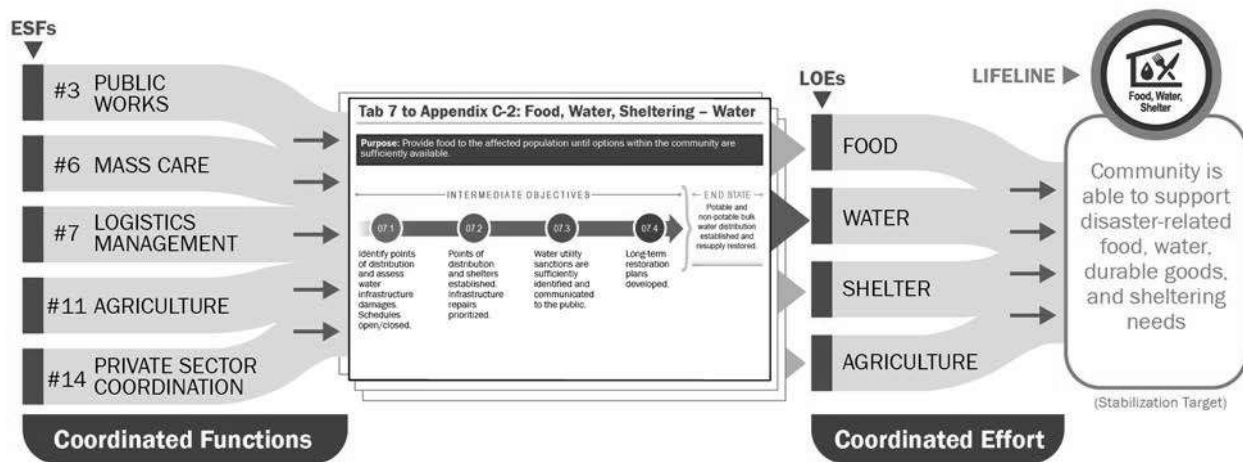 ESFs
#3 PUBLIC
WORKS
#6 MASS CARE
#7 LOGISTICS
MANAGEMENT
#11 AGRICULTURE
#14 PRIVATE SECTOR
COORDINATION
Coordinated Functions
Tab 7 to Appendix C-2: Food, Water, Sheltering – Water
Purpose: Provide food to the affected population until options within the community are
sufficiently available.
INTERMEDIATE OBJECTIVES
07.1
Identify points
of distribution
and assess
water
infrastructure
damages.
Schedules
open/closed.
07.2
Points of
distribution
and shelters
established.
Infrastructure
repairs
prioritized.
07.3
Water utility
sanctions are
sufficiently
identified and
communicated
to the public.
07.4
Long-term
restoration
plans
developed.
END STATE
Potable and
non-potable bulk
water distribution
established and
resupply restored.
LOEs
FOOD
WATER
SHELTER
AGRICULTURE
Coordinated Effort
LIFELINE
Food, Water,
Shelter
Community is
able to support
disaster-related
food, water,
durable goods,
and sheltering
needs
(Stabilization Target)